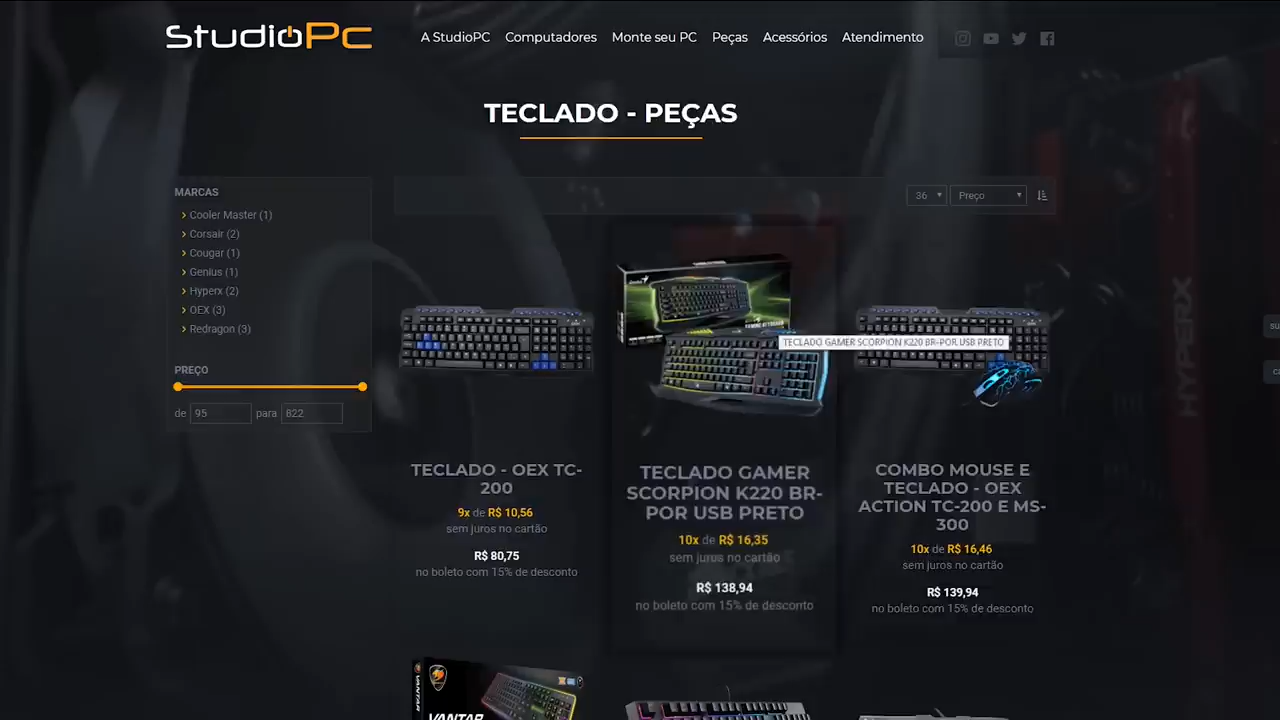 StudioPc
A StudioPC Computadores Monte seu PC Peças Acessórios Atendimento
TECLADO - PEÇAS
MARCAS
Cooler Master (1)
Corsair (2)
Cougar (1)
Genius (1)
Hyperx (2)
OEX (3)
Redragon (3)
PREÇO
de 95 para 822
36 Preço
TECLADO GAMER SCORPION K220 BR-POR USB PRETO
TECLADO - OEX TC-
200
9x de R$ 10,56
sem juros no cartão
R$ 80,75
no boleto com 15% de desconto
TECLADO GAMER
SCORPION K220 BR-
POR USB PRETO
10x de R$ 16,35
sem juros no cartão
R$ 138,94
no boleto com 15% de desconto
COMBO MOUSE E
TECLADO - OEX
ACTION TC-200 E MS-
300
10x de R$ 16,46
sem juros no cartão
R$ 139,94
no boleto com 15% de desconto
HYPERX
su
ca
VANTAR
VANTAR